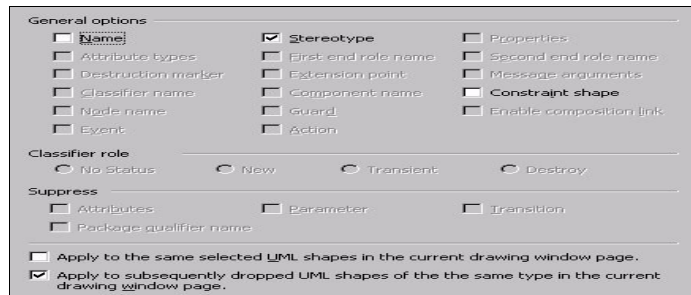 General options
Name Stereotype Properties
Attribute types First end role name Second end role name
Destruction marker Extension point Message arguments
Classifier name Component name Constraint shape
Node name Guard Enable composition link
Event Action
Classifier role
No Status New Transient Destroy
Suppress
Attributes Parameter Transition
Package qualifier name
Apply to the same selected UML shapes in the current drawing window page.
Apply to subsequently dropped UML shapes of the the same type in the current
drawing window page.